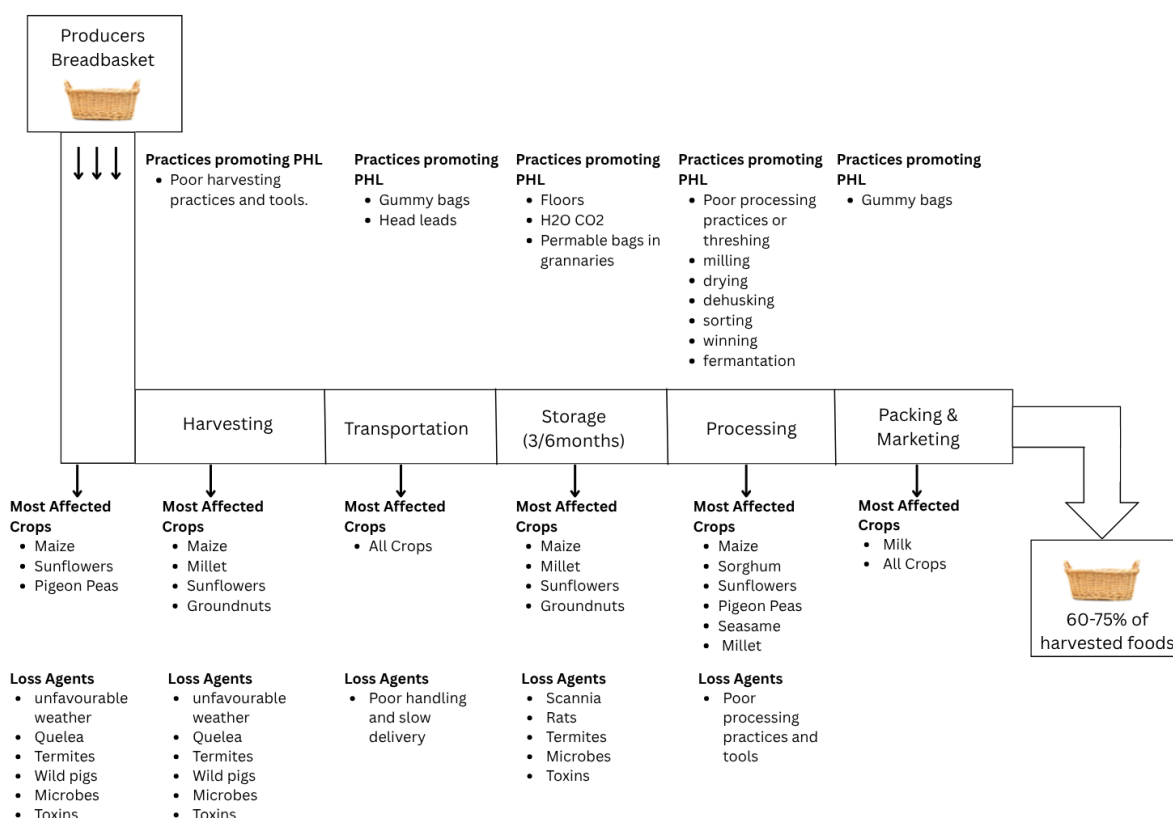 Producers
Breadbasket
Practices promoting PHL
• Poor harvesting
practices and tools.
Practices promoting
PHL
• Gummy bags
• Head leads
Practices promoting
PHL
• Floors
• H2O CO2
• Permable bags in
grannaries
Practices promoting
PHL
• Poor processing
practices or
threshing
• milling
• drying
• dehusking
• sorting
• winning
• fermantation
Practices promoting
PHL
• Gummy bags
Harvesting
Transportation
Storage
(3/6months)
Processing
Packing &
Marketing
Most Affected
Crops
• Maize
• Sunflowers
• Pigeon Peas
Most Affected
Crops
• Maize
• Millet
• Sunflowers
• Groundnuts
Most Affected
Crops
• All Crops
Most Affected
Crops
• Maize
• Millet
• Sunflowers
• Groundnuts
Most Affected
Crops
• Maize
• Sorghum
• Sunflowers
• Pigeon Peas
• Seasame
• Millet
Most Affected
Crops
• Milk
• All Crops
60-75% of
harvested foods
Loss Agents
• unfavourable
weather
• Quelea
• Termites
• Wild pigs
• Microbes
• Toxins
Loss Agents
• unfavourable
weather
• Quelea
• Termites
• Wild pigs
• Microbes
• Toxins
Loss Agents
• Poor handling
and slow
delivery
Loss Agents
• Scannia
• Rats
• Termites
• Microbes
• Toxins
Loss Agents
• Poor
processing
practices and
tools